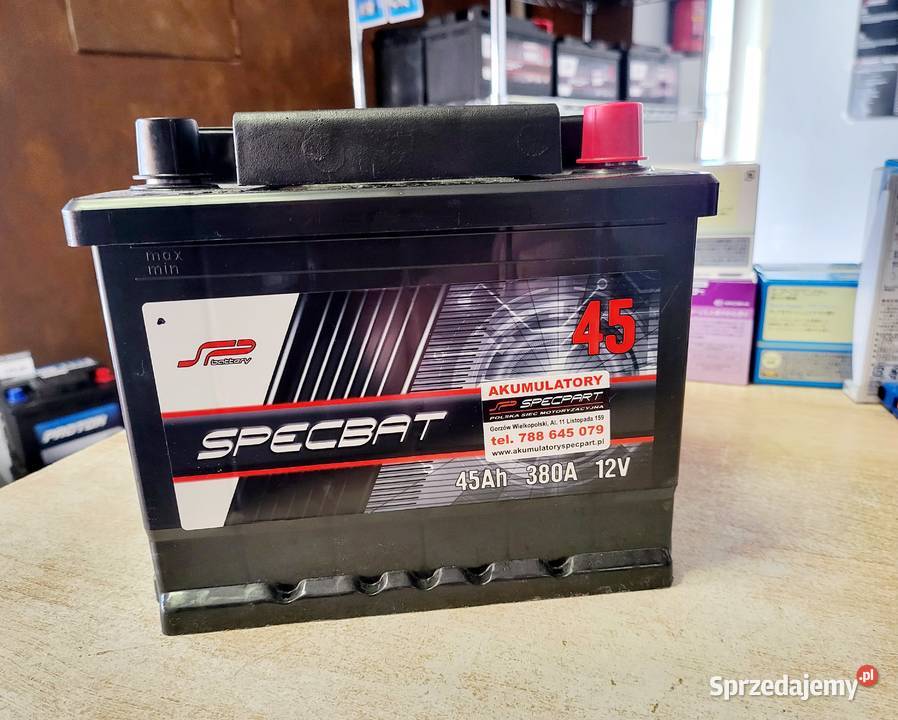 max
min
45
SP
battery
AKUMULATORY
SP SPECPART
POLSKA SIEĆ MOTORYZACYJNA
Gorzów Wielkopolski, Al. 11 Listopada 159
tel. 788 645 079
www.akumulatoryspecpart.pl
SPECBAT
45Ah 380A 12V
Sprzedajemy.pl